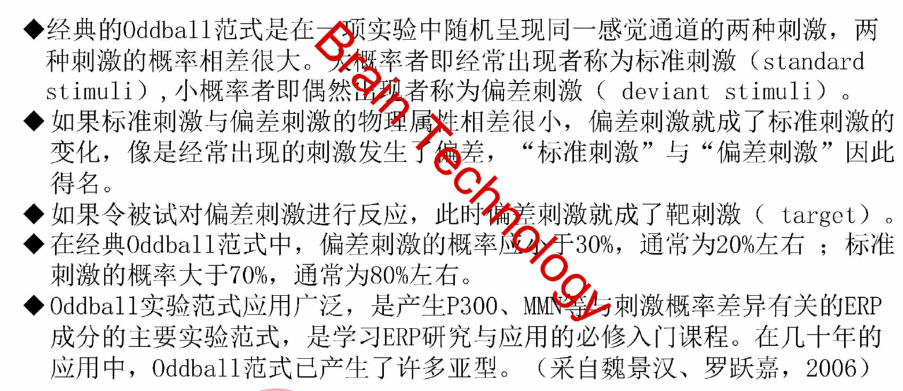 ◆经典的Oddball范式是在一项实验中随机呈现同一感觉通道的两种刺激，两
种刺激的概率相差很大。大概率者即经常出现者称为标准刺激（standard
stimuli）,小概率者即偶然出现者称为偏差刺激（ deviant stimuli）。
◆ 如果标准刺激与偏差刺激的物理属性相差很小，偏差刺激就成了标准刺激的
变化，像是经常出现的刺激发生了偏差，“标准刺激”与“偏差刺激”因此
得名。
◆ 如果令被试对偏差刺激进行反应，此时偏差刺激就成了靶刺激（ target）。
◆ 在经典Oddball范式中，偏差刺激的概率应小于30%，通常为20%左右 ；标准
刺激的概率大于70%，通常为80%左右。
◆ Oddball实验范式应用广泛，是产生P300、MMN等与刺激概率差异有关的ERP
成分的主要实验范式，是学习ERP研究与应用的必修入门课程。在几十年的
应用中，Oddball范式已产生了许多亚型。（采自魏景汉、罗跃嘉，2006）
Brain Technology